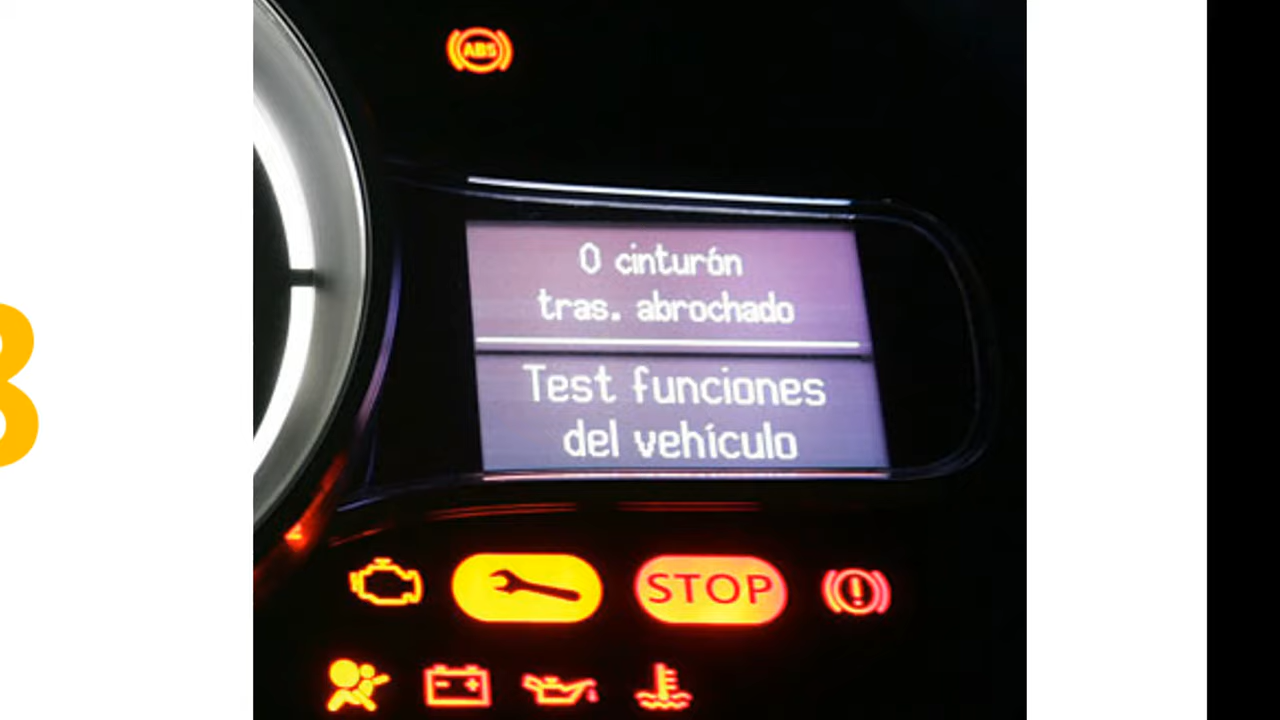 ABS
0 cinturón
tras. abrochado
Test funciones
del vehículo
STOP